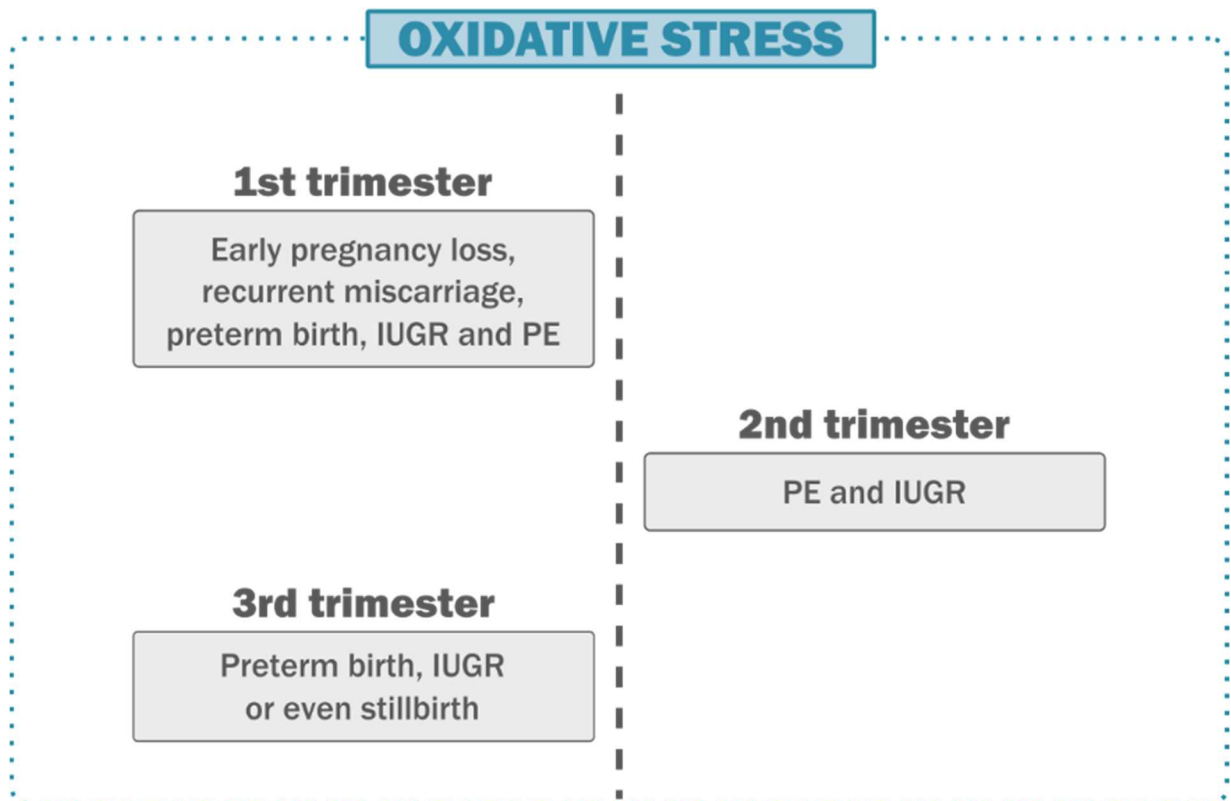 OXIDATIVE STRESS
1st trimester
Early pregnancy loss,
recurrent miscarriage,
preterm birth, IUGR and PE
2nd trimester
PE and IUGR
3rd trimester
Preterm birth, IUGR
or even stillbirth